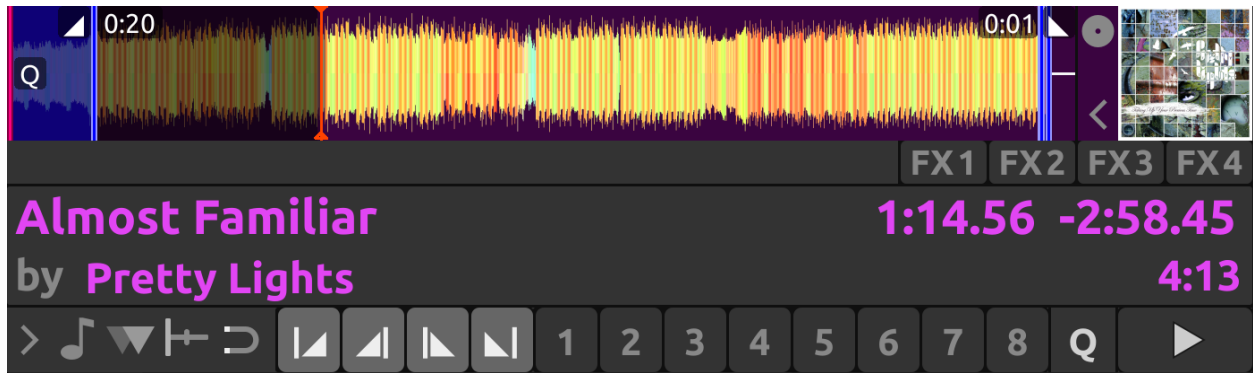 0:20 0:01
Q
FX1 FX2 FX3 FX4
Almost Familiar 1:14.56 -2:58.45
by Pretty Lights 4:13
1 2 3 4 5 6 7 8 Q